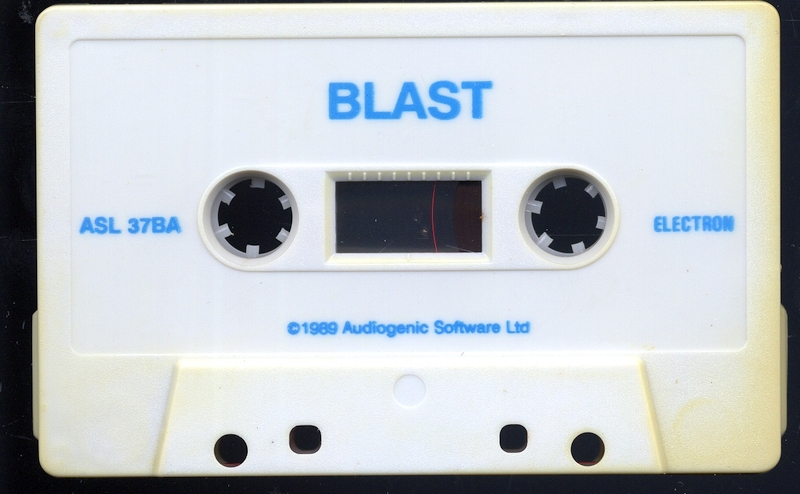 BLAST
ASL 37BA
ELECTRON
©1989 Audiogenic Software Ltd